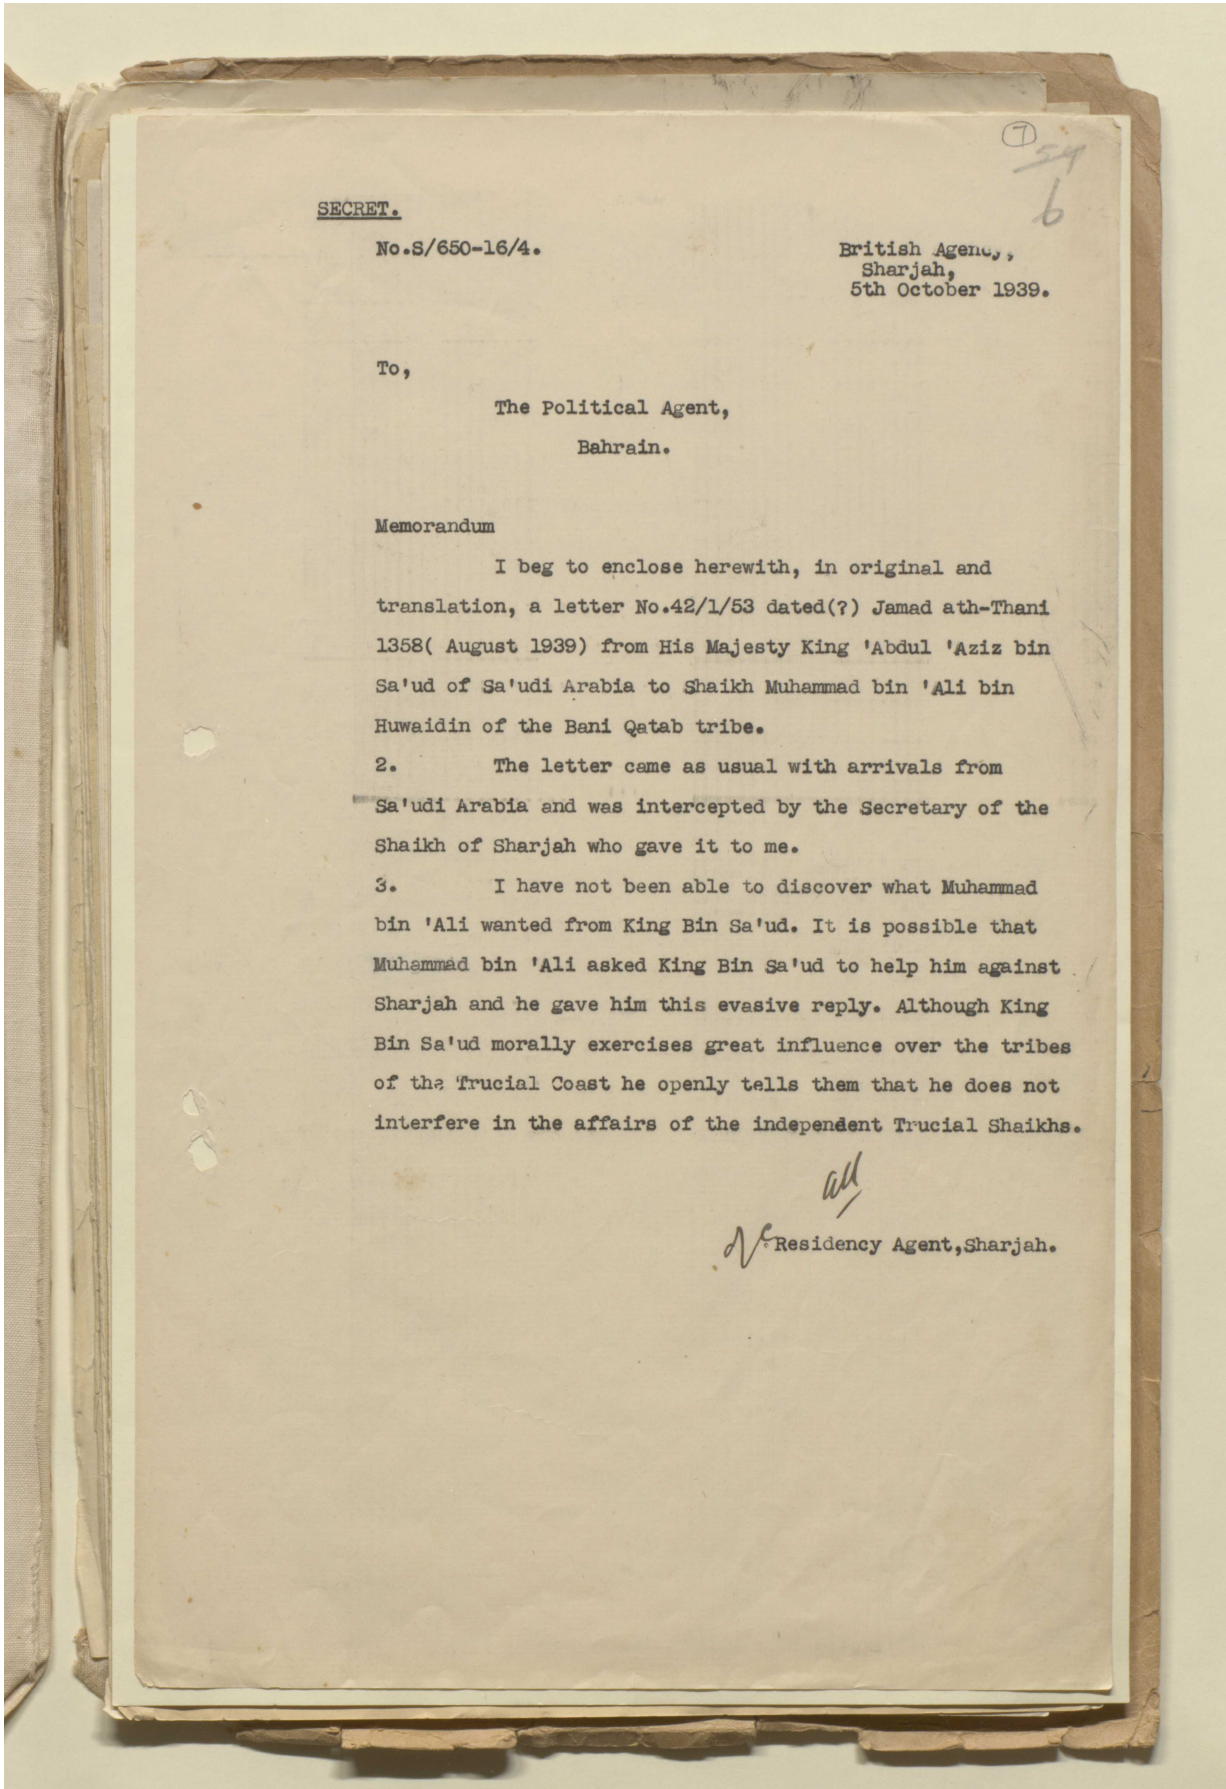 7
54
6
SECRET.
No.S/650-16/4.
British Agency,
Sharjah,
5th October 1939.
To,
The Political Agent,
Bahrain.
Memorandum
I beg to enclose herewith, in original and
translation, a letter No.42/1/53 dated(?) Jamad ath-Thani
1358( August 1939) from His Majesty King 'Abdul 'Aziz bin
Sa'ud of Sa'udi Arabia to Shaikh Muhammad bin 'Ali bin
Huwaidin of the Bani Qatab tribe.
2. The letter came as usual with arrivals from
Sa'udi Arabia and was intercepted by the Secretary of the
Shaikh of Sharjah who gave it to me.
3. I have not been able to discover what Muhammad
bin 'Ali wanted from King Bin Sa'ud. It is possible that
Muhammad bin 'Ali asked King Bin Sa'ud to help him against
Sharjah and he gave him this evasive reply. Although King
Bin Sa'ud morally exercises great influence over the tribes
of the Trucial Coast he openly tells them that he does not
interfere in the affairs of the independent Trucial Shaikhs.
Residency Agent,Sharjah.